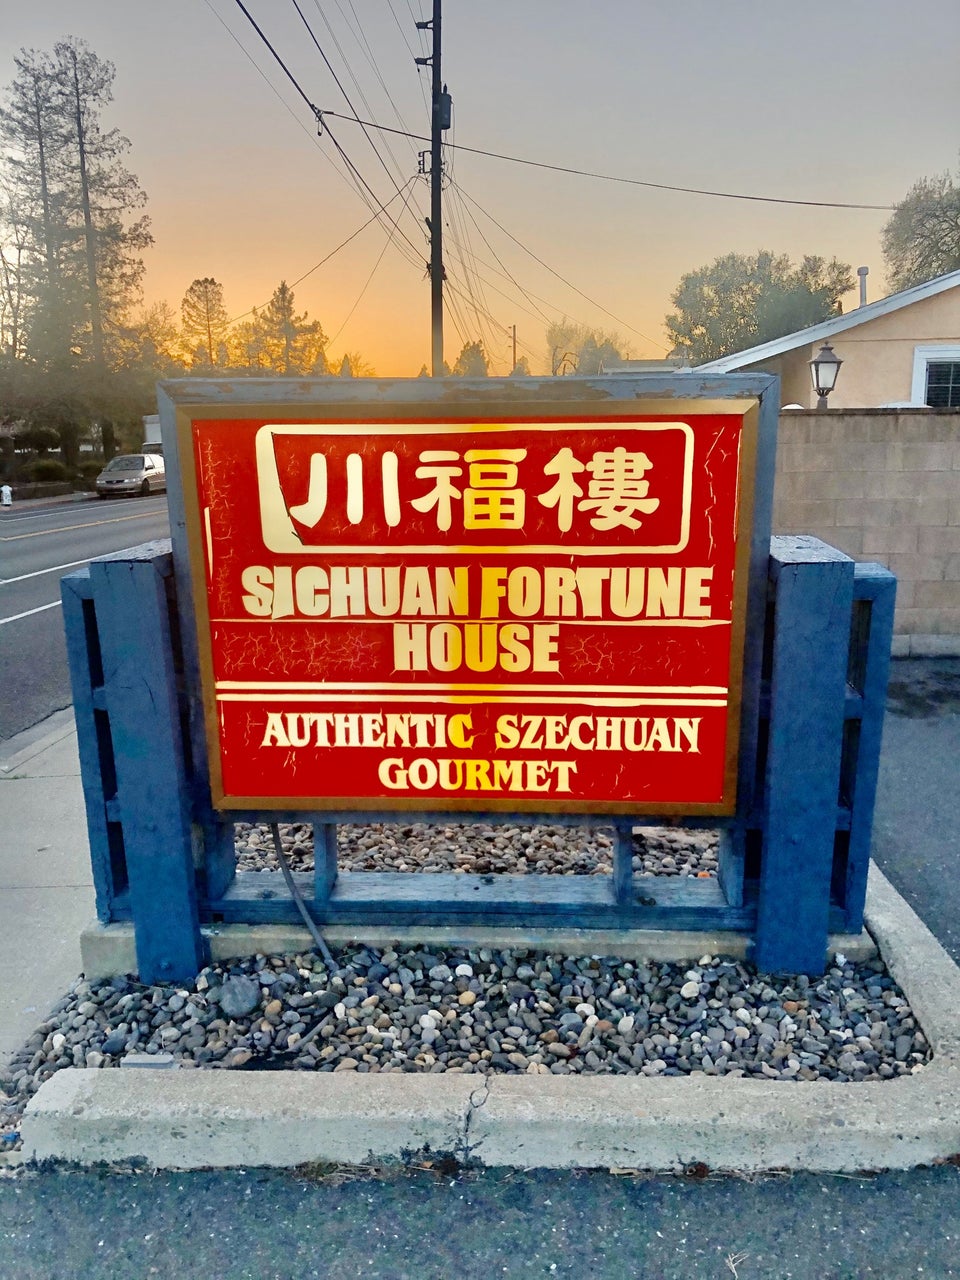 川福樓
SICHUAN FORTUNE
HOUSE
AUTHENTIC SZECHUAN
GOURMET